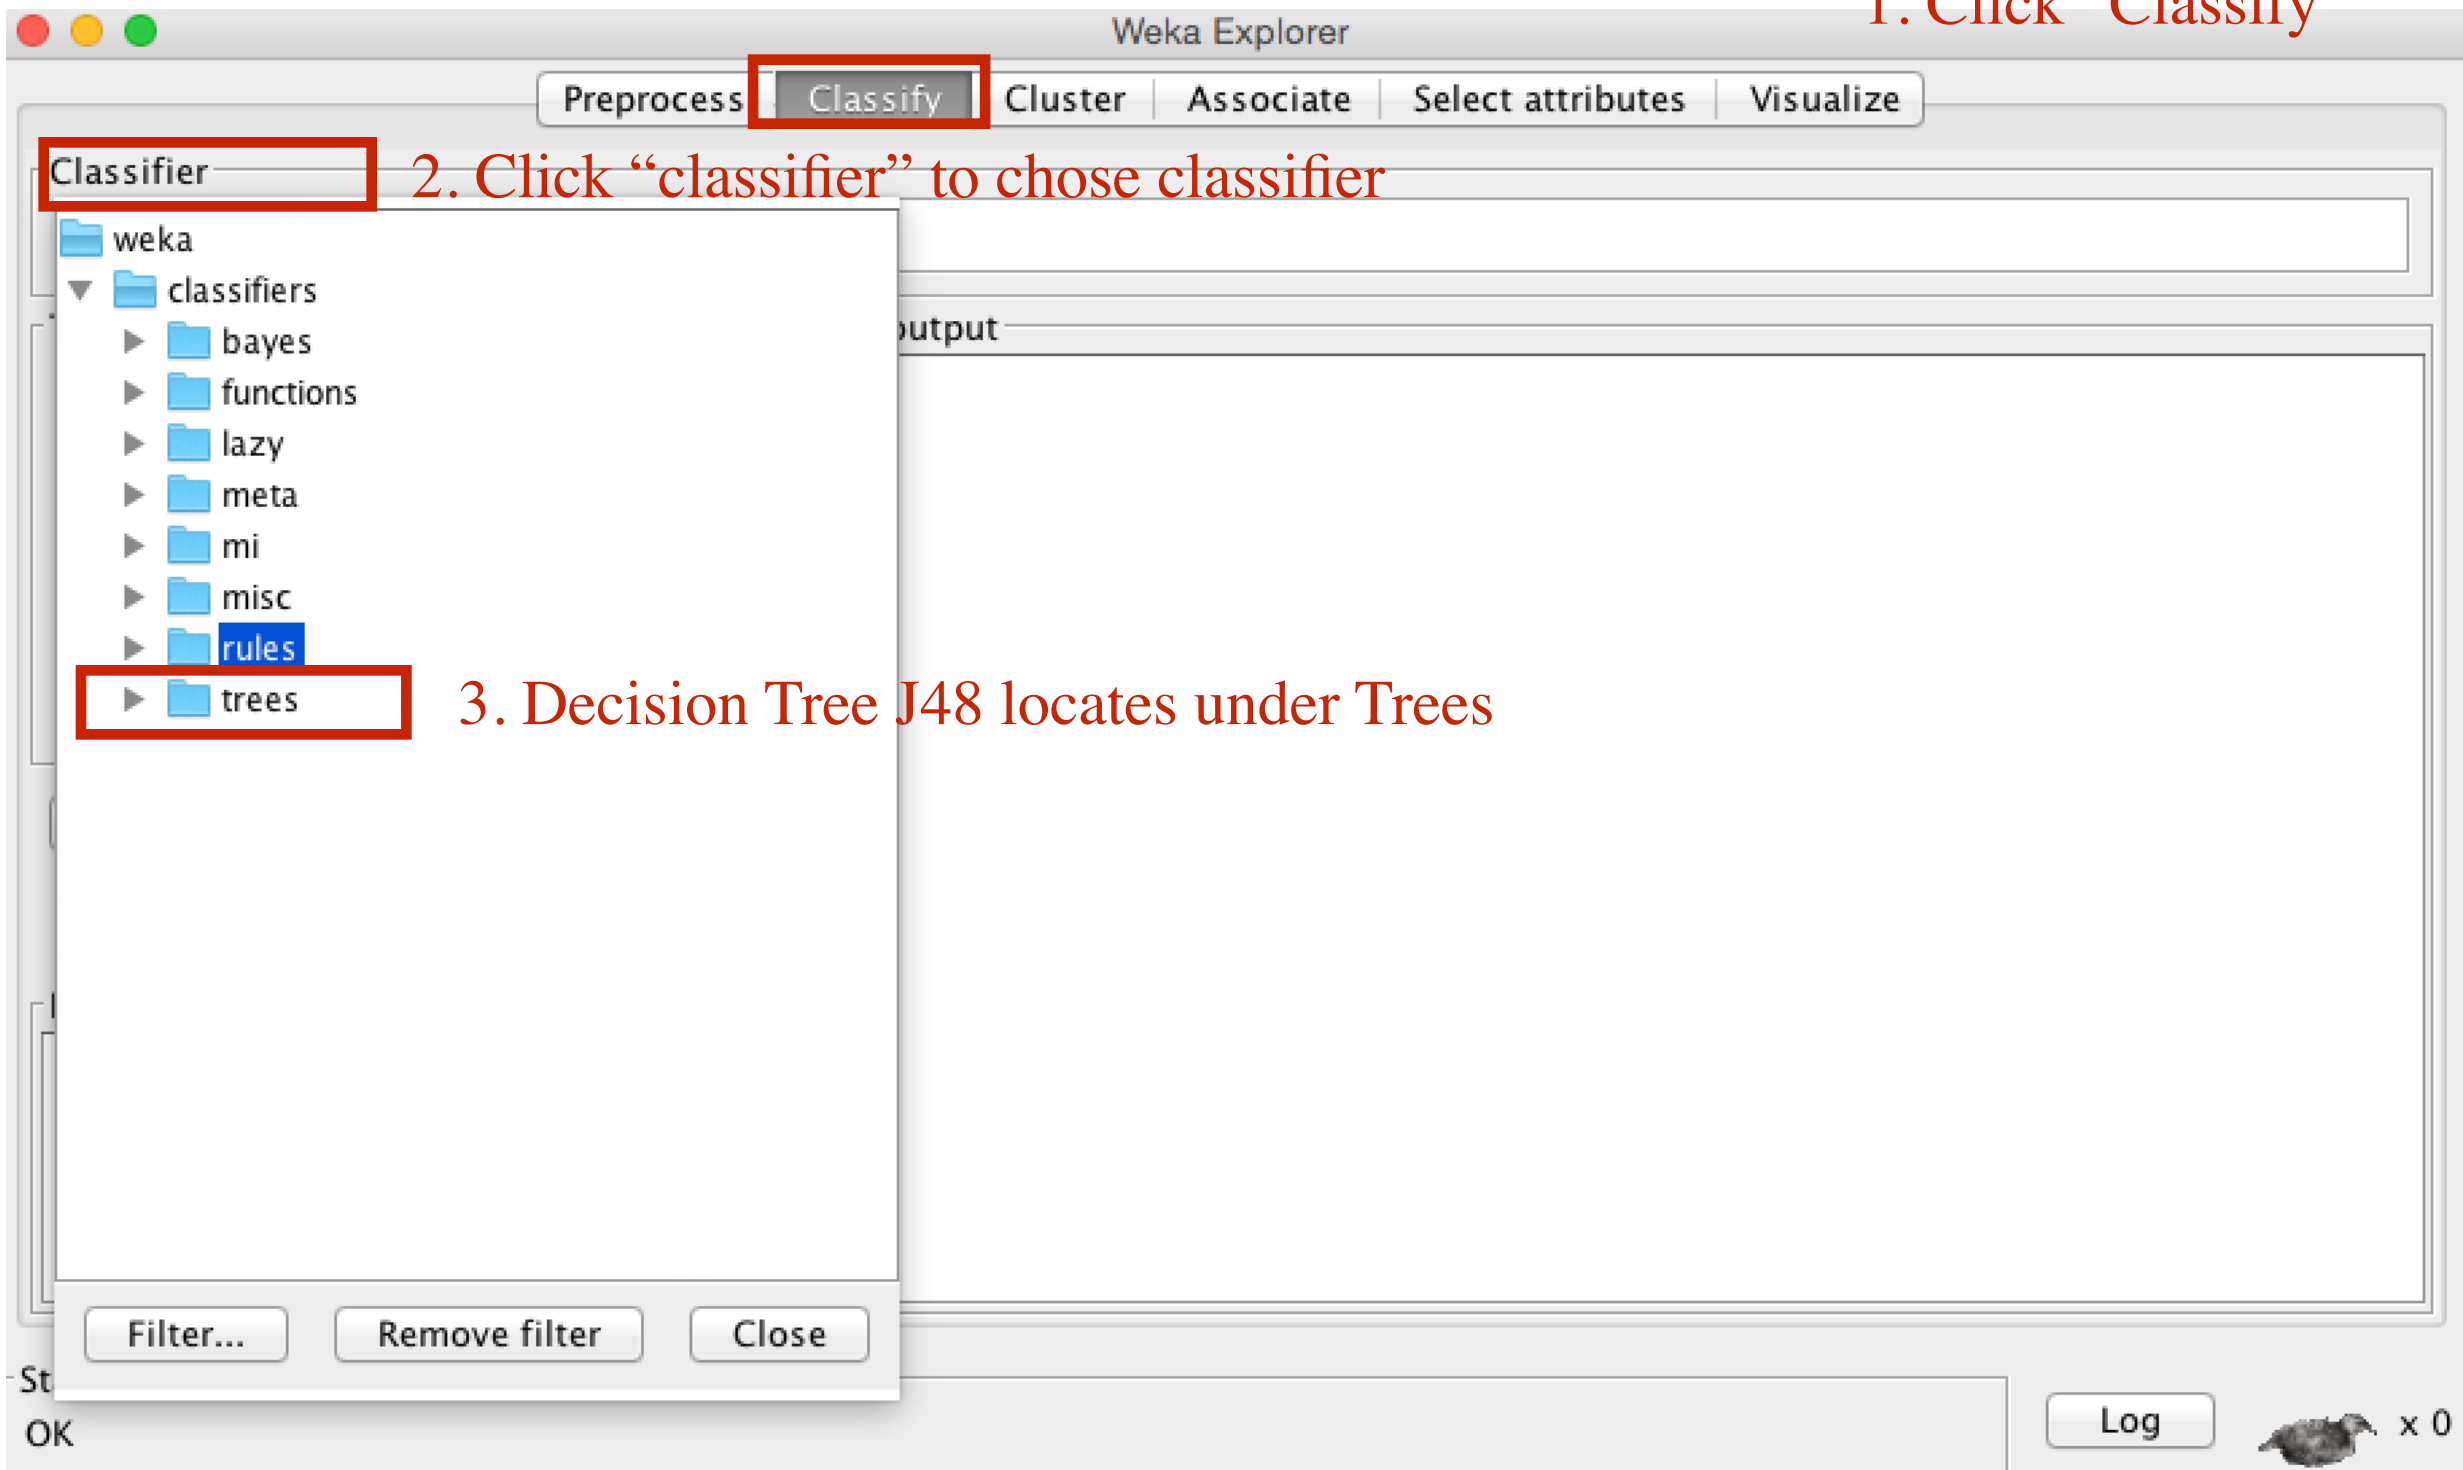 1. Click “Classify”
Weka Explorer
Preprocess Classify Cluster Associate Select attributes Visualize
Classifier
2. Click “classifier” to chose classifier
weka
classifiers
bayes
output
functions
lazy
meta
mi
misc
rules
trees
3. Decision Tree J48 locates under Trees
Filter... Remove filter Close
OK
Log x 0